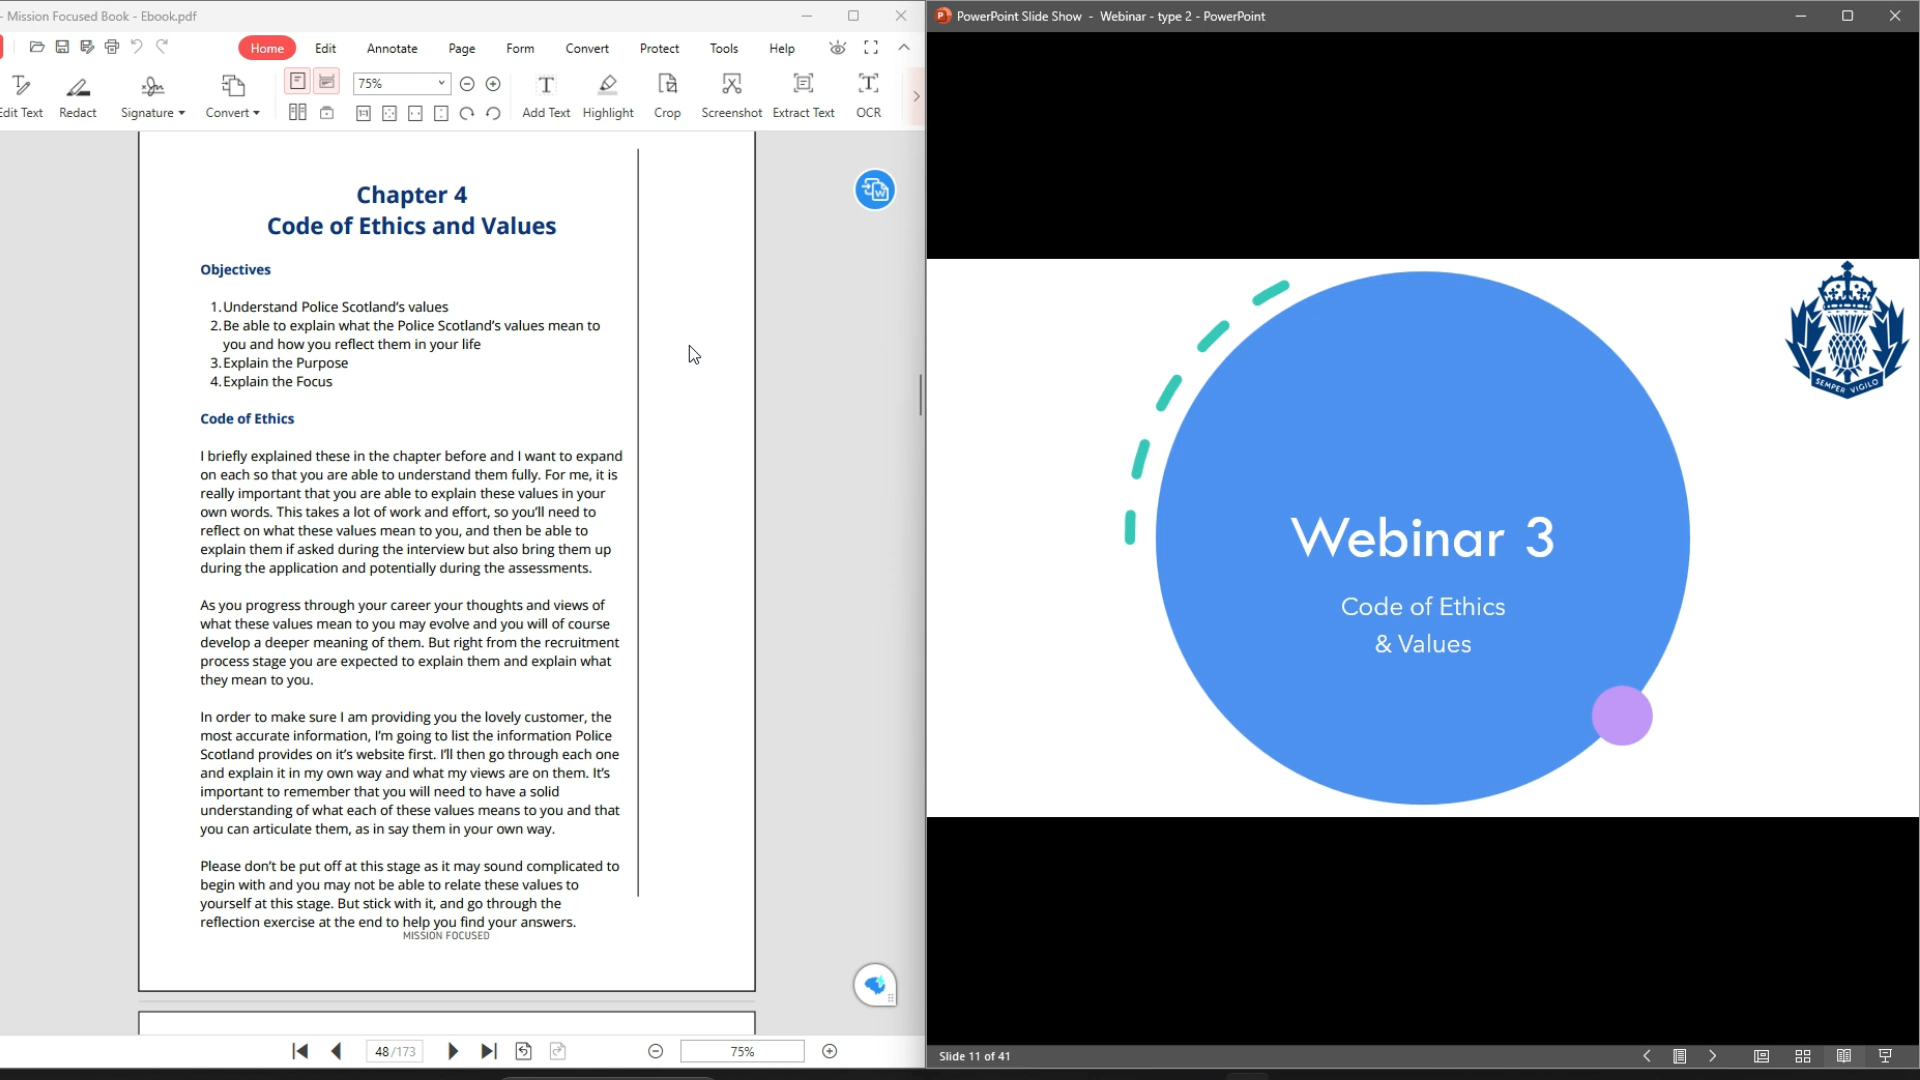 - Mission Focused Book - Ebook.pdf
Home Edit Annotate Page Form Convert Protect Tools Help
75%
Edit Text Redact Signature Convert Add Text Highlight Crop Screenshot Extract Text OCR
Chapter 4
Code of Ethics and Values
Objectives
1.Understand Police Scotland's values
2.Be able to explain what the Police Scotland's values mean to
you and how you reflect them in your life
3.Explain the Purpose
4.Explain the Focus
Code of Ethics
I briefly explained these in the chapter before and I want to expand
on each so that you are able to understand them fully. For me, it is
really important that you are able to explain these values in your
own words. This takes a lot of work and effort, so you'll need to
reflect on what these values mean to you, and then be able to
explain them if asked during the interview but also bring them up
during the application and potentially during the assessments.
As you progress through your career your thoughts and views of
what these values mean to you may evolve and you will of course
develop a deeper meaning of them. But right from the recruitment
process stage you are expected to explain them and explain what
they mean to you.
In order to make sure I am providing you the lovely customer, the
most accurate information, I'm going to list the information Police
Scotland provides on it's website first. I'll then go through each one
and explain it in my own way and what my views are on them. It's
important to remember that you will need to have a solid
understanding of what each of these values means to you and that
you can articulate them, as in say them in your own way.
Please don't be put off at this stage as it may sound complicated to
begin with and you may not be able to relate these values to
yourself at this stage. But stick with it, and go through the
reflection exercise at the end to help you find your answers.
MISSION FOCUSED
48/173
75%
PowerPoint Slide Show - Webinar - type 2 - PowerPoint
SEMPER VIGILO
Webinar 3
Code of Ethics
& Values
Slide 11 of 41